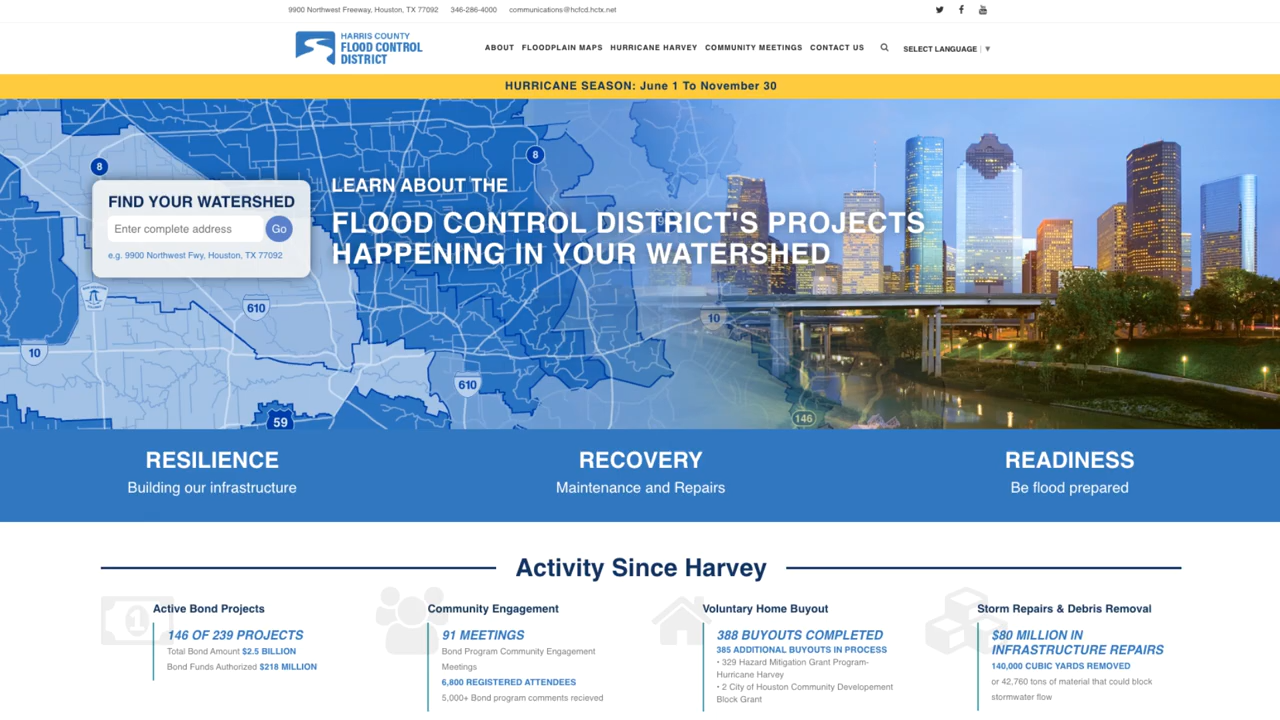 9900 Northwest Freeway, Houston, TX 77092 346-286-4000 communications@hcfcd.hctx.net
HARRIS COUNTY
FLOOD CONTROL
DISTRICT
ABOUT FLOODPLAIN MAPS HURRICANE HARVEY COMMUNITY MEETINGS CONTACT US SELECT LANGUAGE ▼
HURRICANE SEASON: June 1 To November 30
8
8
FIND YOUR WATERSHED
Enter complete address Go
e.g. 9900 Northwest Fwy, Houston, TX 77092
LEARN ABOUT THE
FLOOD CONTROL DISTRICT'S PROJECTS
HAPPENING IN YOUR WATERSHED
610
10
10
610
146
59
RESILIENCE
Building our infrastructure
RECOVERY
Maintenance and Repairs
READINESS
Be flood prepared
Activity Since Harvey
1
Active Bond Projects
146 OF 239 PROJECTS
Total Bond Amount $2.5 BILLION
Bond Funds Authorized $218 MILLION
Community Engagement
91 MEETINGS
Bond Program Community Engagement
Meetings
6,800 REGISTERED ATTENDEES
5,000+ Bond program comments recieved
Voluntary Home Buyout
388 BUYOUTS COMPLETED
385 ADDITIONAL BUYOUTS IN PROCESS
• 329 Hazard Mitigation Grant Program-
Hurricane Harvey
• 2 City of Houston Community Developement
Block Grant
Storm Repairs & Debris Removal
$80 MILLION IN
INFRASTRUCTURE REPAIRS
140,000 CUBIC YARDS REMOVED
or 42,760 tons of material that could block
stormwater flow